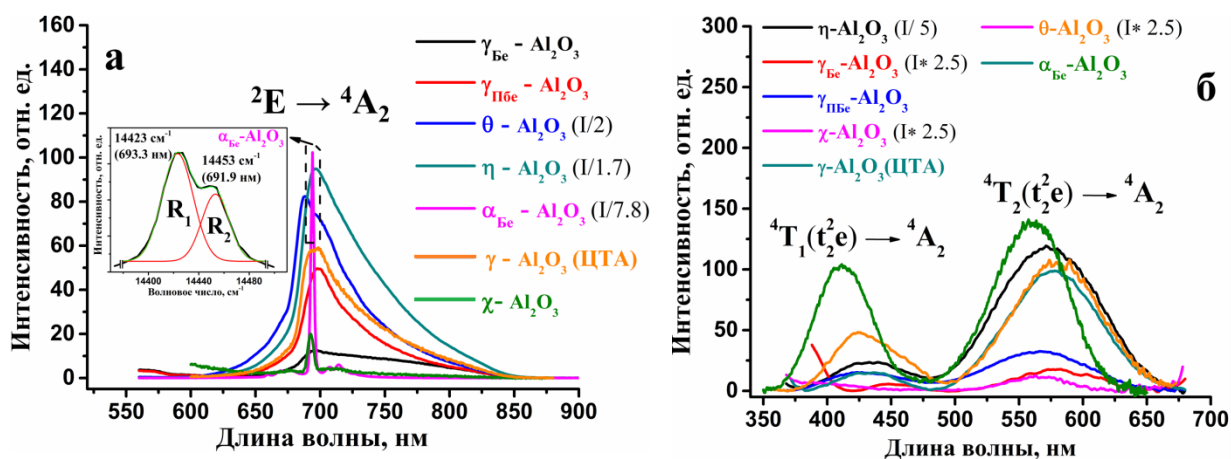 а
Интенсивность, отн. ед.
160
140
120
100
80
60
40
20
0
550
600
650
700
750
800
850
900
Длина волны, нм
²E → ⁴A₂
γ_Бе – Al₂O₃
γ_Пбе – Al₂O₃
θ – Al₂O₃ (I/2)
η – Al₂O₃ (I/1.7)
α_Бе – Al₂O₃ (I/7.8)
γ – Al₂O₃ (ЦТА)
χ – Al₂O₃
14423 см⁻¹
(693.3 нм)
α_Бе-Al₂O₃
14453 см⁻¹
(691.9 нм)
R₁
R₂
Интенсивность, отн. ед.
14400
14440
14480
Волновое число, см⁻¹
б
Интенсивность, отн. ед.
300
250
200
150
100
50
0
350
400
450
500
550
600
650
700
Длина волны, нм
η-Al₂O₃ (I/ 5)
γ_Бе-Al₂O₃ (I* 2.5)
γ_ПБе-Al₂O₃
χ-Al₂O₃ (I* 2.5)
γ-Al₂O₃(ЦТА)
θ-Al₂O₃ (I* 2.5)
α_Бе-Al₂O₃
⁴T₁(t₂²e) → ⁴A₂
⁴T₂(t₂²e) → ⁴A₂